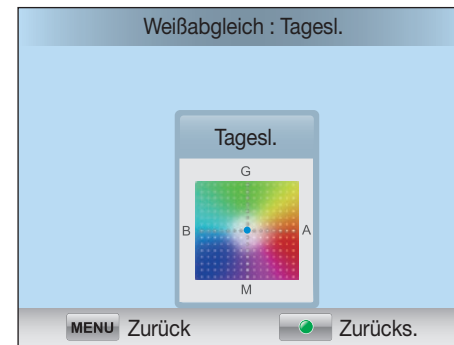 Weißabgleich : Tagesl.
Tagesl.
G
B A
M
MENU Zurück Zurücks.